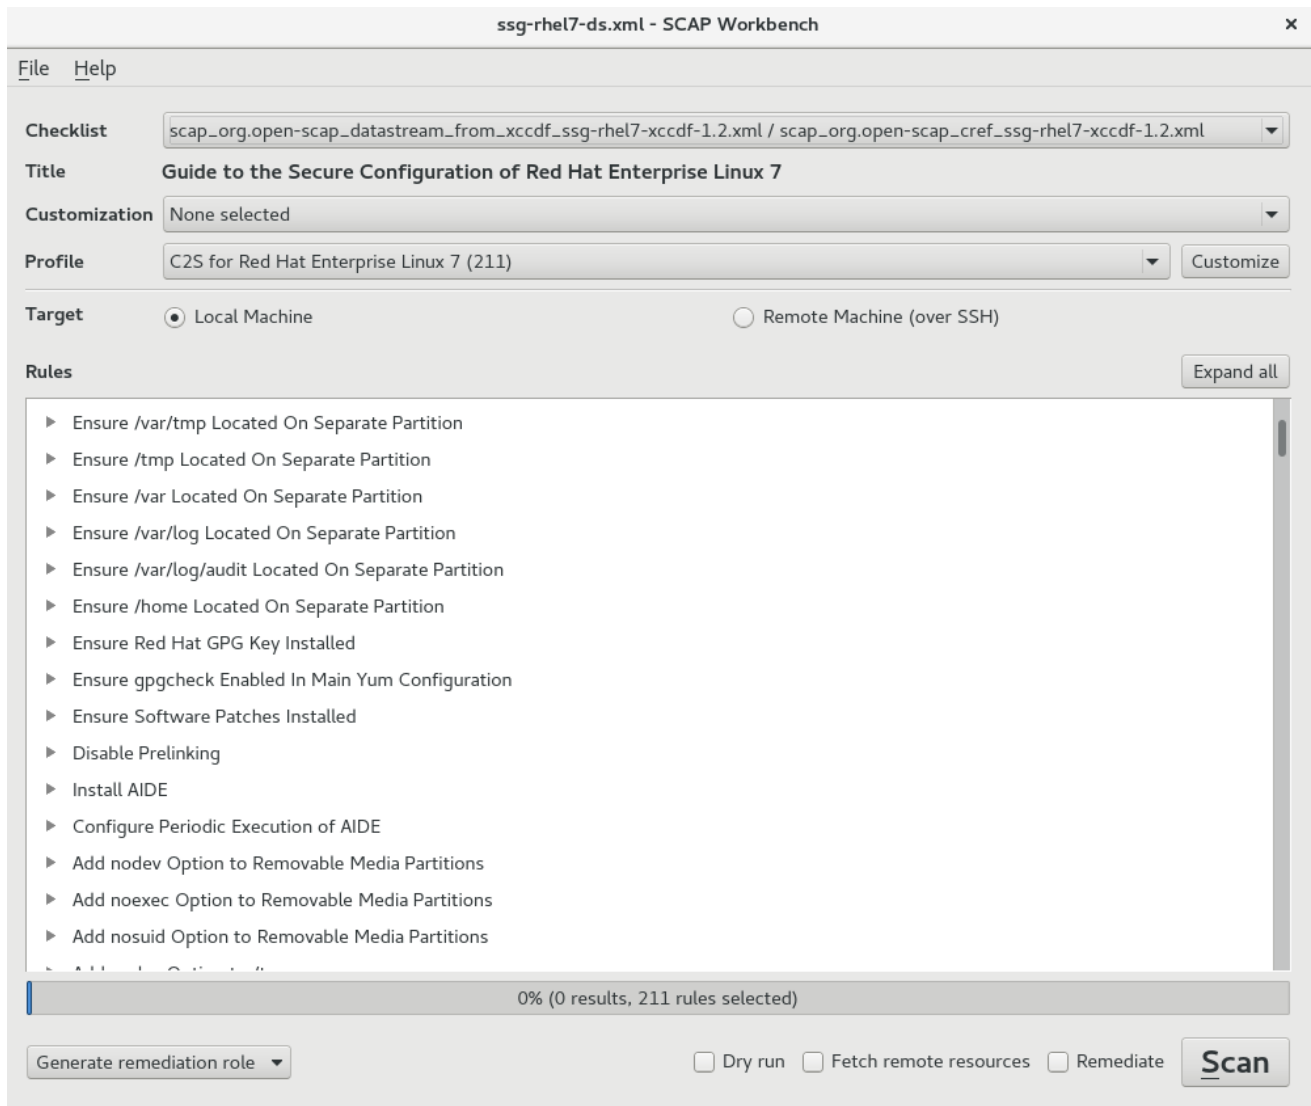 ssg-rhel7-ds.xml - SCAP Workbench
File Help
Checklist scap_org.open-scap_datastream_from_xccdf_ssg-rhel7-xccdf-1.2.xml / scap_org.open-scap_cref_ssg-rhel7-xccdf-1.2.xml
Title Guide to the Secure Configuration of Red Hat Enterprise Linux 7
Customization None selected
Profile C2S for Red Hat Enterprise Linux 7 (211) Customize
Target Local Machine Remote Machine (over SSH)
Rules Expand all
Ensure /var/tmp Located On Separate Partition
Ensure /tmp Located On Separate Partition
Ensure /var Located On Separate Partition
Ensure /var/log Located On Separate Partition
Ensure /var/log/audit Located On Separate Partition
Ensure /home Located On Separate Partition
Ensure Red Hat GPG Key Installed
Ensure gpgcheck Enabled In Main Yum Configuration
Ensure Software Patches Installed
Disable Prelinking
Install AIDE
Configure Periodic Execution of AIDE
Add nodev Option to Removable Media Partitions
Add noexec Option to Removable Media Partitions
Add nosuid Option to Removable Media Partitions
0% (0 results, 211 rules selected)
Generate remediation role Dry run Fetch remote resources Remediate Scan